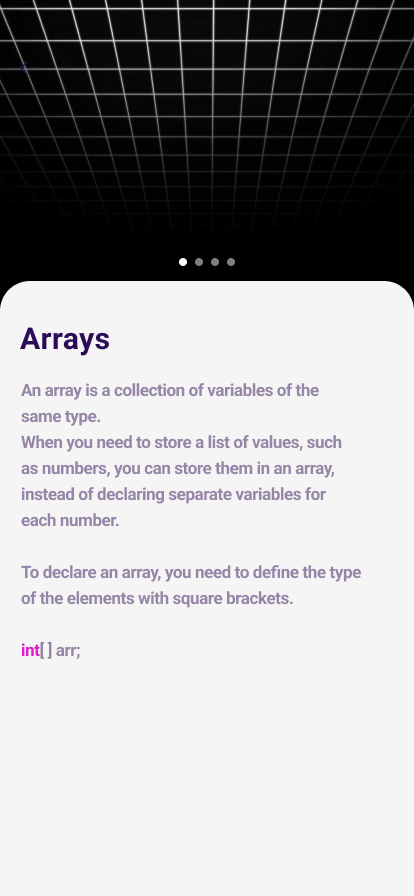 Arrays
An array is a collection of variables of the
same type.
When you need to store a list of values, such
as numbers, you can store them in an array,
instead of declaring separate variables for
each number.
To declare an array, you need to define the type
of the elements with square brackets.
int[ ] arr;